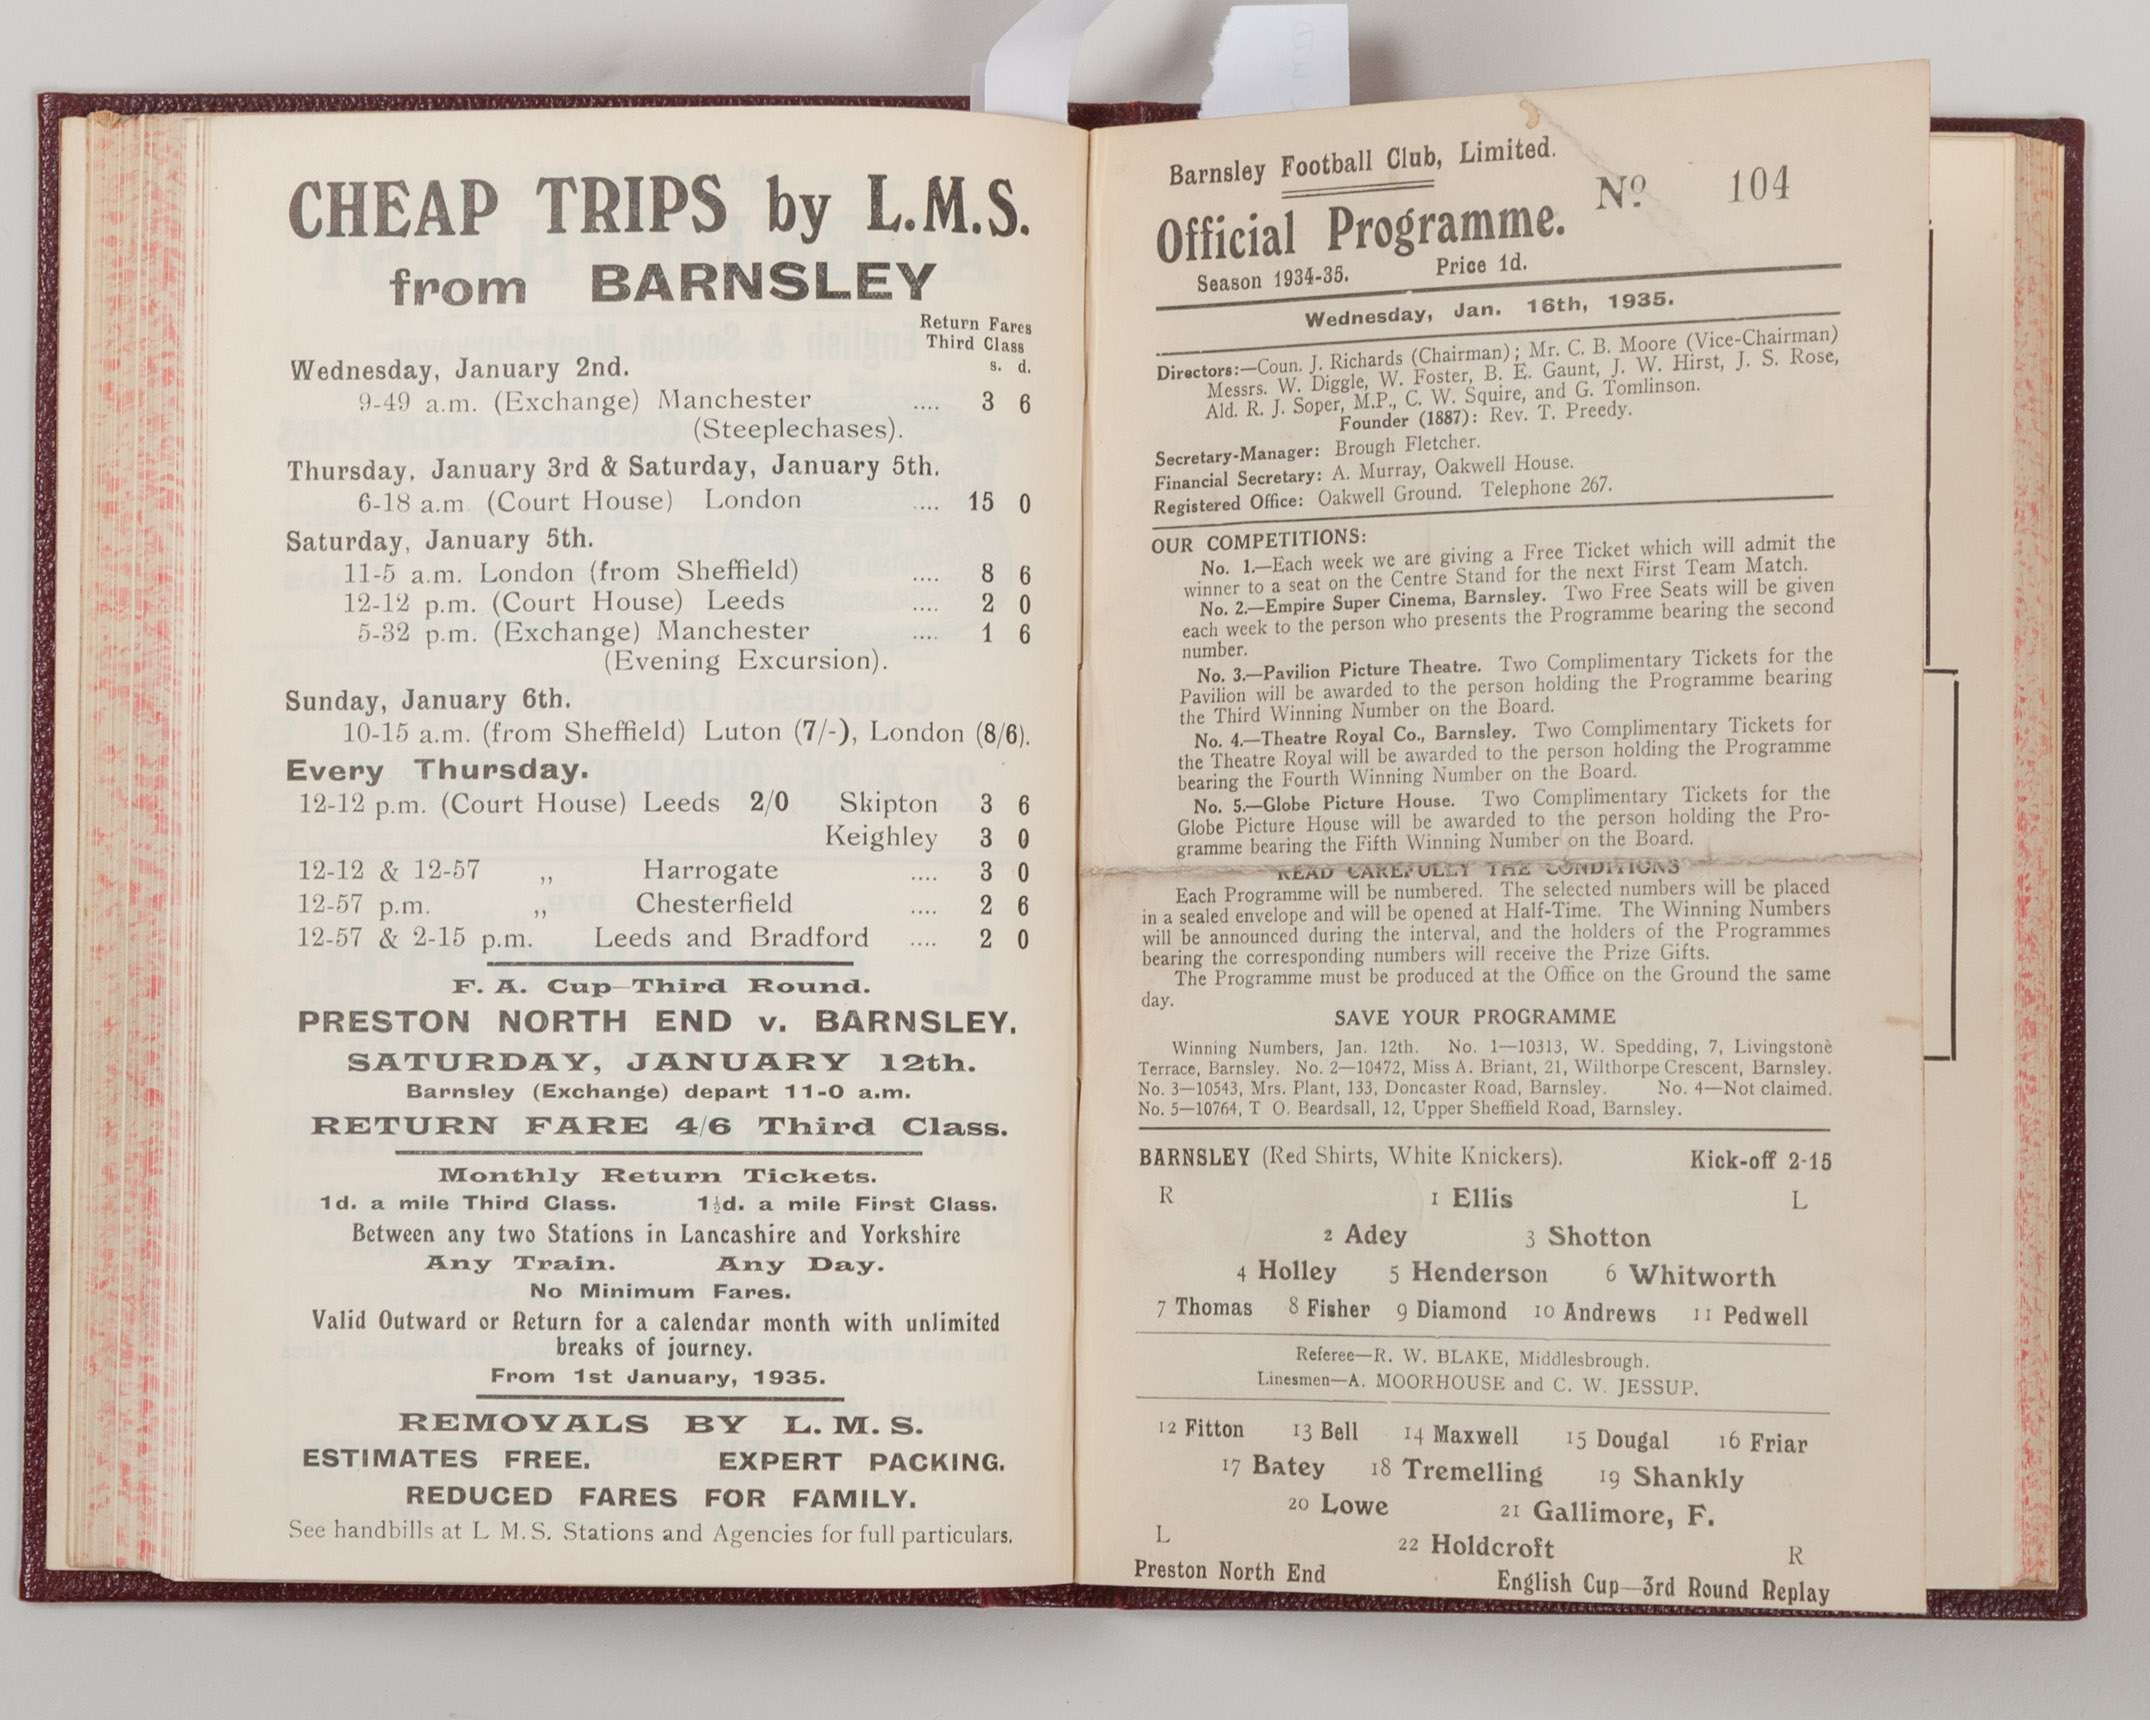 CHEAP TRIPS by L.M.S.
from BARNSLEY
Return Fares
Third Class
s. d.
Wednesday, January 2nd.
9-49 a.m. (Exchange) Manchester .... 3 6
(Steeplechases).
Thursday, January 3rd & Saturday, January 5th.
6-18 a.m (Court House) London .... 15 0
Saturday, January 5th.
11-5 a.m. London (from Sheffield) .... 8 6
12-12 p.m. (Court House) Leeds .... 2 0
5-32 p.m. (Exchange) Manchester .... 1 6
(Evening Excursion).
Sunday, January 6th.
10-15 a.m. (from Sheffield) Luton (7/-), London (8/6).
Every Thursday.
12-12 p.m. (Court House) Leeds 2/0 Skipton 3 6
Keighley 3 0
12-12 & 12-57 ,, Harrogate .... 3 0
12-57 p.m. ,, Chesterfield .... 2 6
12-57 & 2-15 p.m. Leeds and Bradford .... 2 0
F. A. Cup—Third Round.
PRESTON NORTH END v. BARNSLEY.
SATURDAY, JANUARY 12th.
Barnsley (Exchange) depart 11-0 a.m.
RETURN FARE 4/6 Third Class.
Monthly Return Tickets.
1d. a mile Third Class. 1½d. a mile First Class.
Between any two Stations in Lancashire and Yorkshire
Any Train. Any Day.
No Minimum Fares.
Valid Outward or Return for a calendar month with unlimited
breaks of journey.
From 1st January, 1935.
REMOVALS BY L. M. S.
ESTIMATES FREE. EXPERT PACKING.
REDUCED FARES FOR FAMILY.
See handbills at L M. S. Stations and Agencies for full particulars.
Barnsley Football Club, Limited.
No. 104
Official Programme.
Season 1934-35. Price 1d.
Wednesday, Jan. 16th, 1935.
Directors:—Coun. J. Richards (Chairman) ; Mr. C. B. Moore (Vice-Chairman)
Messrs. W. Diggle, W. Foster, B. E. Gaunt, J. W. Hirst, J. S. Rose,
Ald. R. J. Soper, M.P., C. W. Squire, and G. Tomlinson.
Founder (1887): Rev. T. Preedy.
Secretary-Manager: Brough Fletcher.
Financial Secretary: A. Murray, Oakwell House.
Registered Office: Oakwell Ground. Telephone 267.
OUR COMPETITIONS:
No. 1.—Each week we are giving a Free Ticket which will admit the
winner to a seat on the Centre Stand for the next First Team Match.
No. 2.—Empire Super Cinema, Barnsley. Two Free Seats will be given
each week to the person who presents the Programme bearing the second
number.
No. 3.—Pavilion Picture Theatre. Two Complimentary Tickets for the
Pavilion will be awarded to the person holding the Programme bearing
the Third Winning Number on the Board.
No. 4.—Theatre Royal Co., Barnsley. Two Complimentary Tickets for
the Theatre Royal will be awarded to the person holding the Programme
bearing the Fourth Winning Number on the Board.
No. 5.—Globe Picture House. Two Complimentary Tickets for the
Globe Picture House will be awarded to the person holding the Pro-
gramme bearing the Fifth Winning Number on the Board.
READ CAREFULLY THE CONDITIONS
Each Programme will be numbered. The selected numbers will be placed
in a sealed envelope and will be opened at Half-Time. The Winning Numbers
will be announced during the interval, and the holders of the Programmes
bearing the corresponding numbers will receive the Prize Gifts.
The Programme must be produced at the Office on the Ground the same
day.
SAVE YOUR PROGRAMME
Winning Numbers, Jan. 12th. No. 1—10313, W. Spedding, 7, Livingstone
Terrace, Barnsley. No. 2—10472, Miss A. Briant, 21, Wilthorpe Crescent, Barnsley.
No. 3—10543, Mrs. Plant, 133, Doncaster Road, Barnsley. No. 4—Not claimed.
No. 5—10764, T O. Beardsall, 12, Upper Sheffield Road, Barnsley.
BARNSLEY (Red Shirts, White Knickers). Kick-off 2-15
R 1 Ellis L
2 Adey 3 Shotton
4 Holley 5 Henderson 6 Whitworth
7 Thomas 8 Fisher 9 Diamond 10 Andrews 11 Pedwell
Referee—R. W. BLAKE, Middlesbrough.
Linesmen—A. MOORHOUSE and C. W. JESSUP.
12 Fitton 13 Bell 14 Maxwell 15 Dougal 16 Friar
17 Batey 18 Tremelling 19 Shankly
20 Lowe 21 Gallimore, F.
L 22 Holdcroft R
Preston North End English Cup—3rd Round Replay